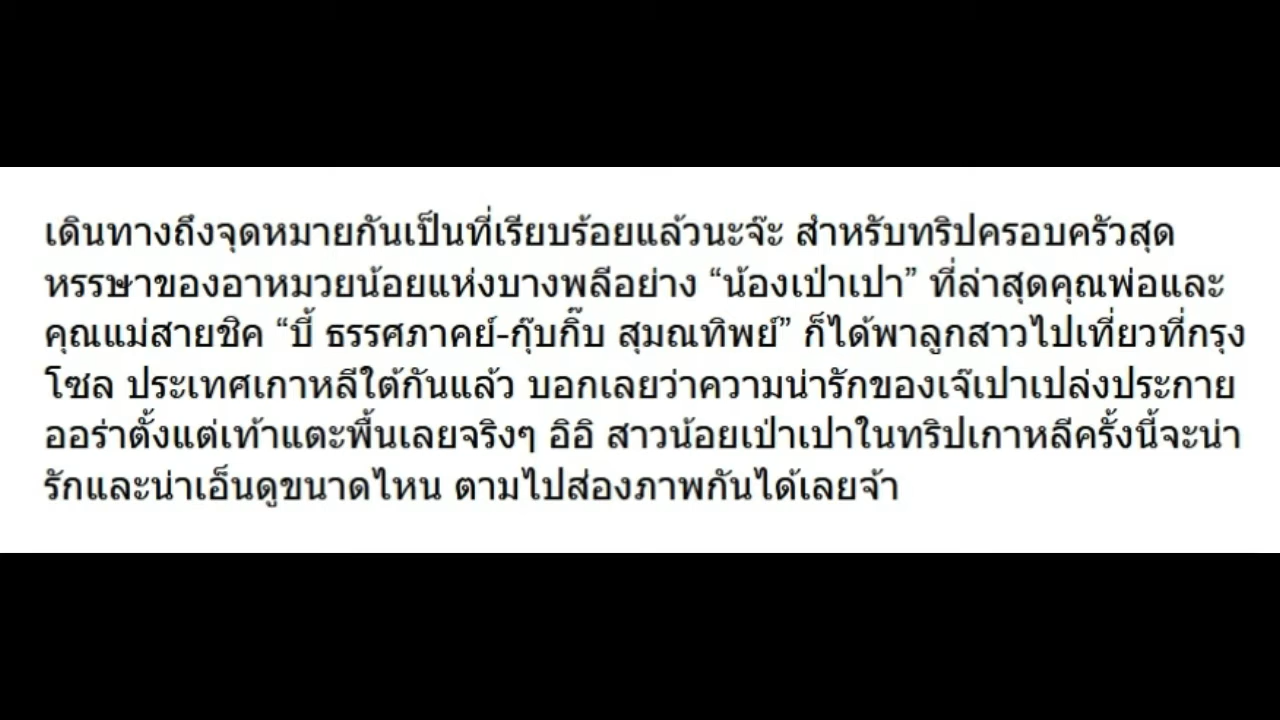 เดินทางถึงจุดหมายกันเป็นที่เรียบร้อยแล้วนะจ๊ะ สำหรับทริปครอบครัวสุด
หรรษาของอาหมวยน้อยแห่งบางพลีอย่าง “น้องเป่าเปา” ที่ล่าสุดคุณพ่อและ
คุณแม่สายชิค “บี้ ธรรศภาคย์-กุ๊บกิ๊บ สุมณทิพย์” ก็ได้พาลูกสาวไปเที่ยวที่กรุง
โซล ประเทศเกาหลีใต้กันแล้ว บอกเลยว่าความน่ารักของเจ๊เปาเปล่งประกาย
ออร่าตั้งแต่เท้าแตะพื้นเลยจริงๆ อิอิ สาวน้อยเป่าเปาในทริปเกาหลีครั้งนี้จะน่า
รักและน่าเอ็นดูขนาดไหน ตามไปส่องภาพกันได้เลยจ้า